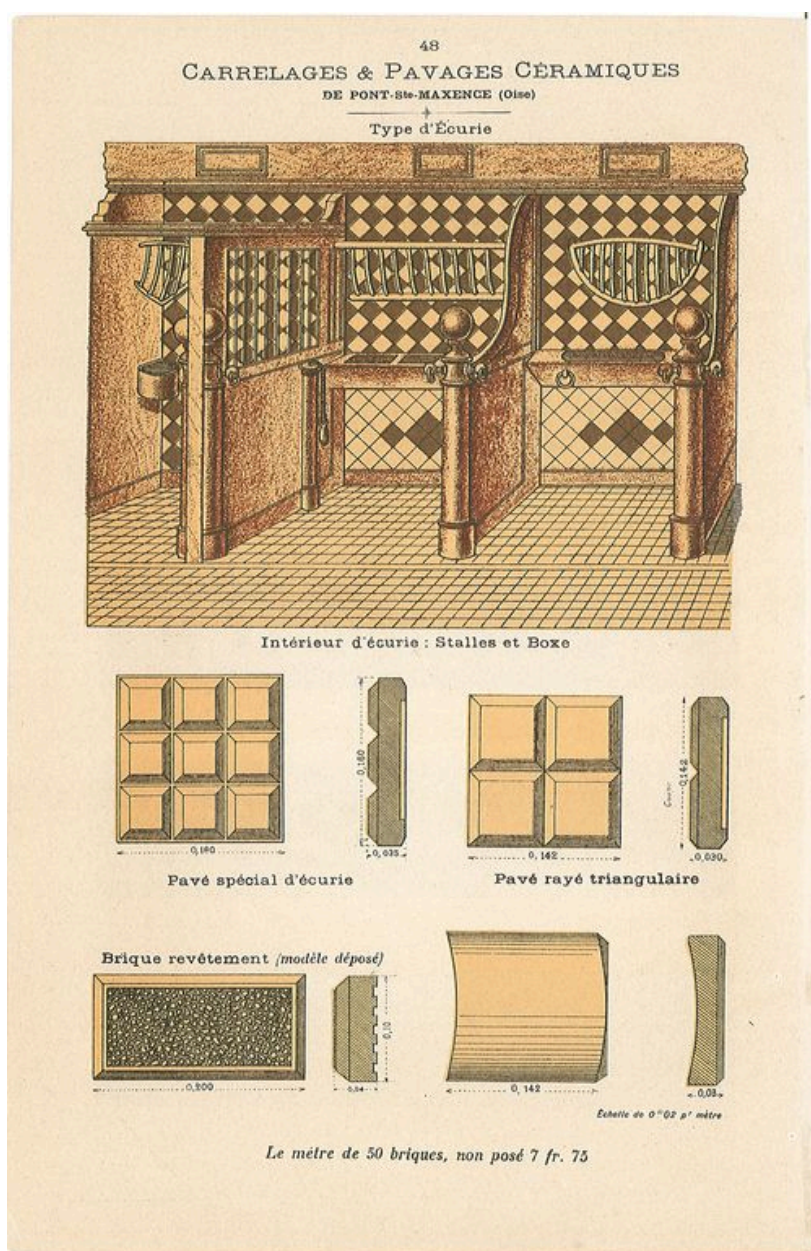 48
CARRELAGES & PAVAGES CÉRAMIQUES
DE PONT-Ste-MAXENCE (Oise)
Type d'Écurie
Intérieur d'écurie : Stalles et Boxe
0,160
0,160
0,035
Pavé spécial d'écurie
0,142
0,142
0,030
Pavé rayé triangulaire
Brique revêtement (modèle déposé)
0,10
0,200
0,04
0,142
0,03
Échelle de 0m02 pr mètre
Le mètre de 50 briques, non posé 7 fr. 75